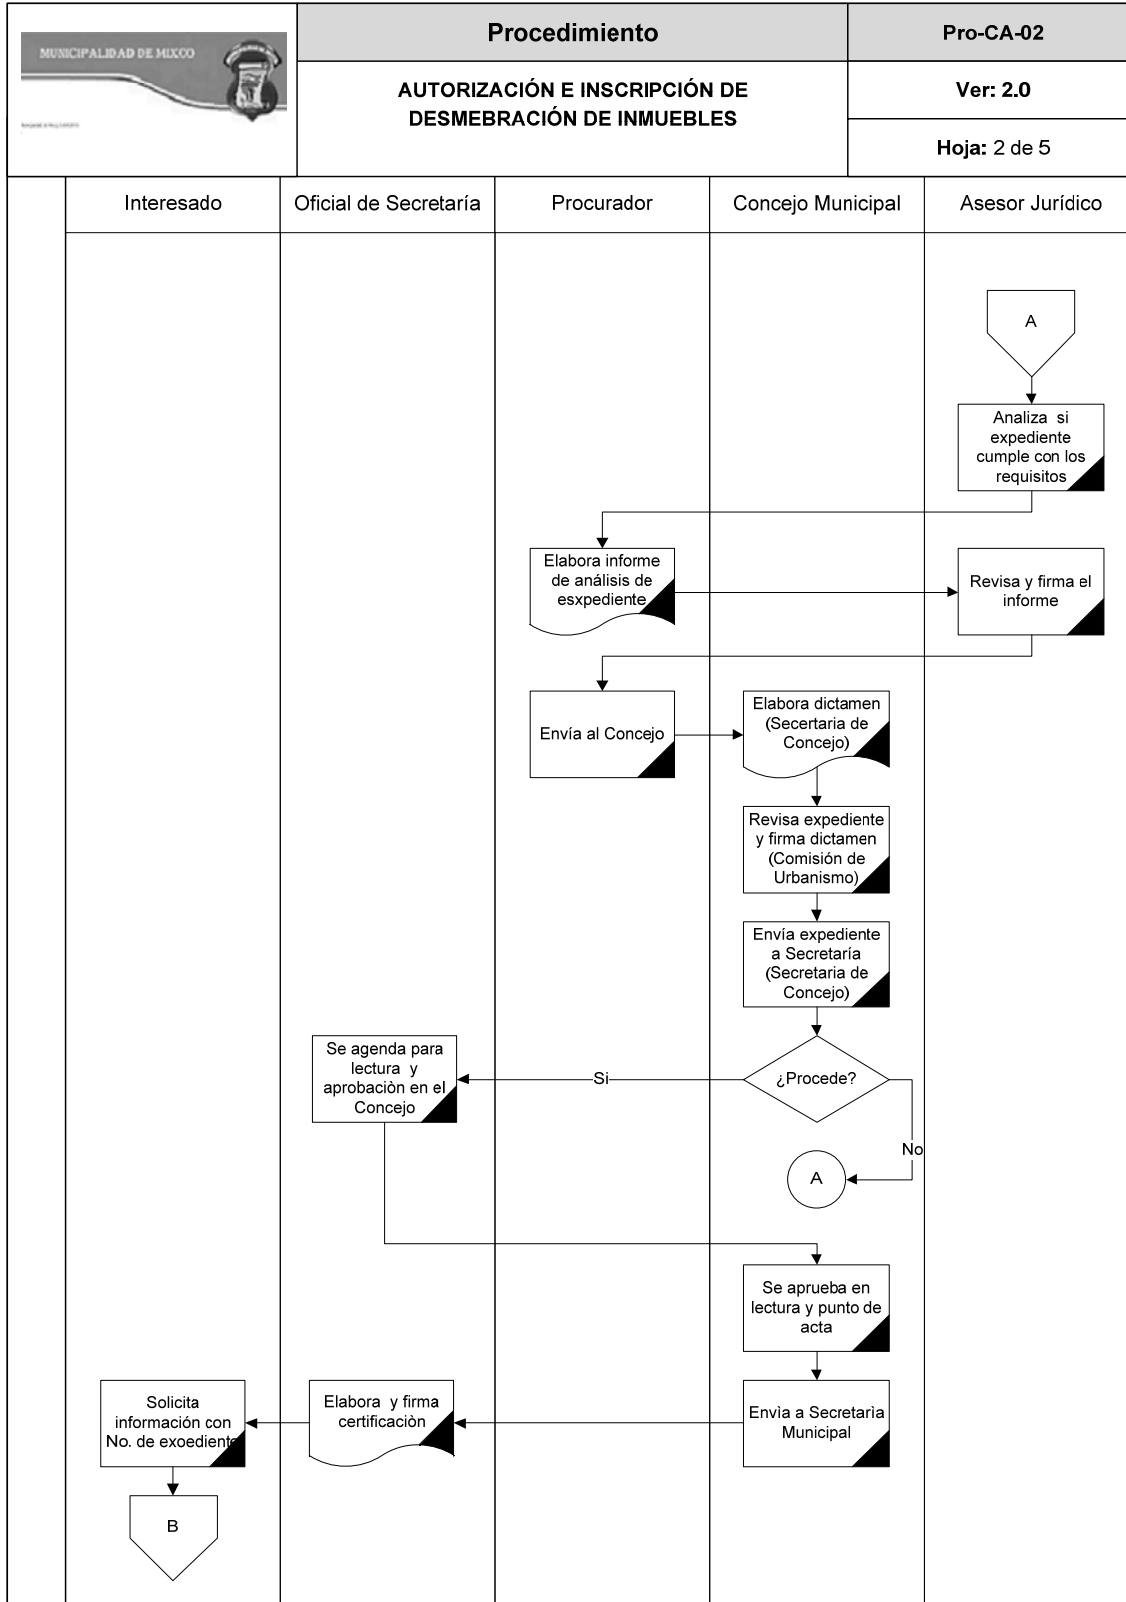 MUNICIPALIDAD DE MIXCO
Procedimiento
Pro-CA-02
AUTORIZACIÓN E INSCRIPCIÓN DE
DESMEBRACIÓN DE INMUEBLES
Ver: 2.0
Hoja: 2 de 5
Interesado
Oficial de Secretaría
Procurador
Concejo Municipal
Asesor Jurídico
A
Analiza si
expediente
cumple con los
requisitos
Elabora informe
de análisis de
esxpediente
Revisa y firma el
informe
Envía al Concejo
Elabora dictamen
(Secertaria de
Concejo)
Revisa expediente
y firma dictamen
(Comisión de
Urbanismo)
Envía expediente
a Secretaría
(Secretaria de
Concejo)
¿Procede?
Si
No
Se agenda para
lectura y
aprobaciòn en el
Concejo
A
Se aprueba en
lectura y punto de
acta
Envìa a Secretarìa
Municipal
Elabora y firma
certificaciòn
Solicita
información con
No. de exoediente
B